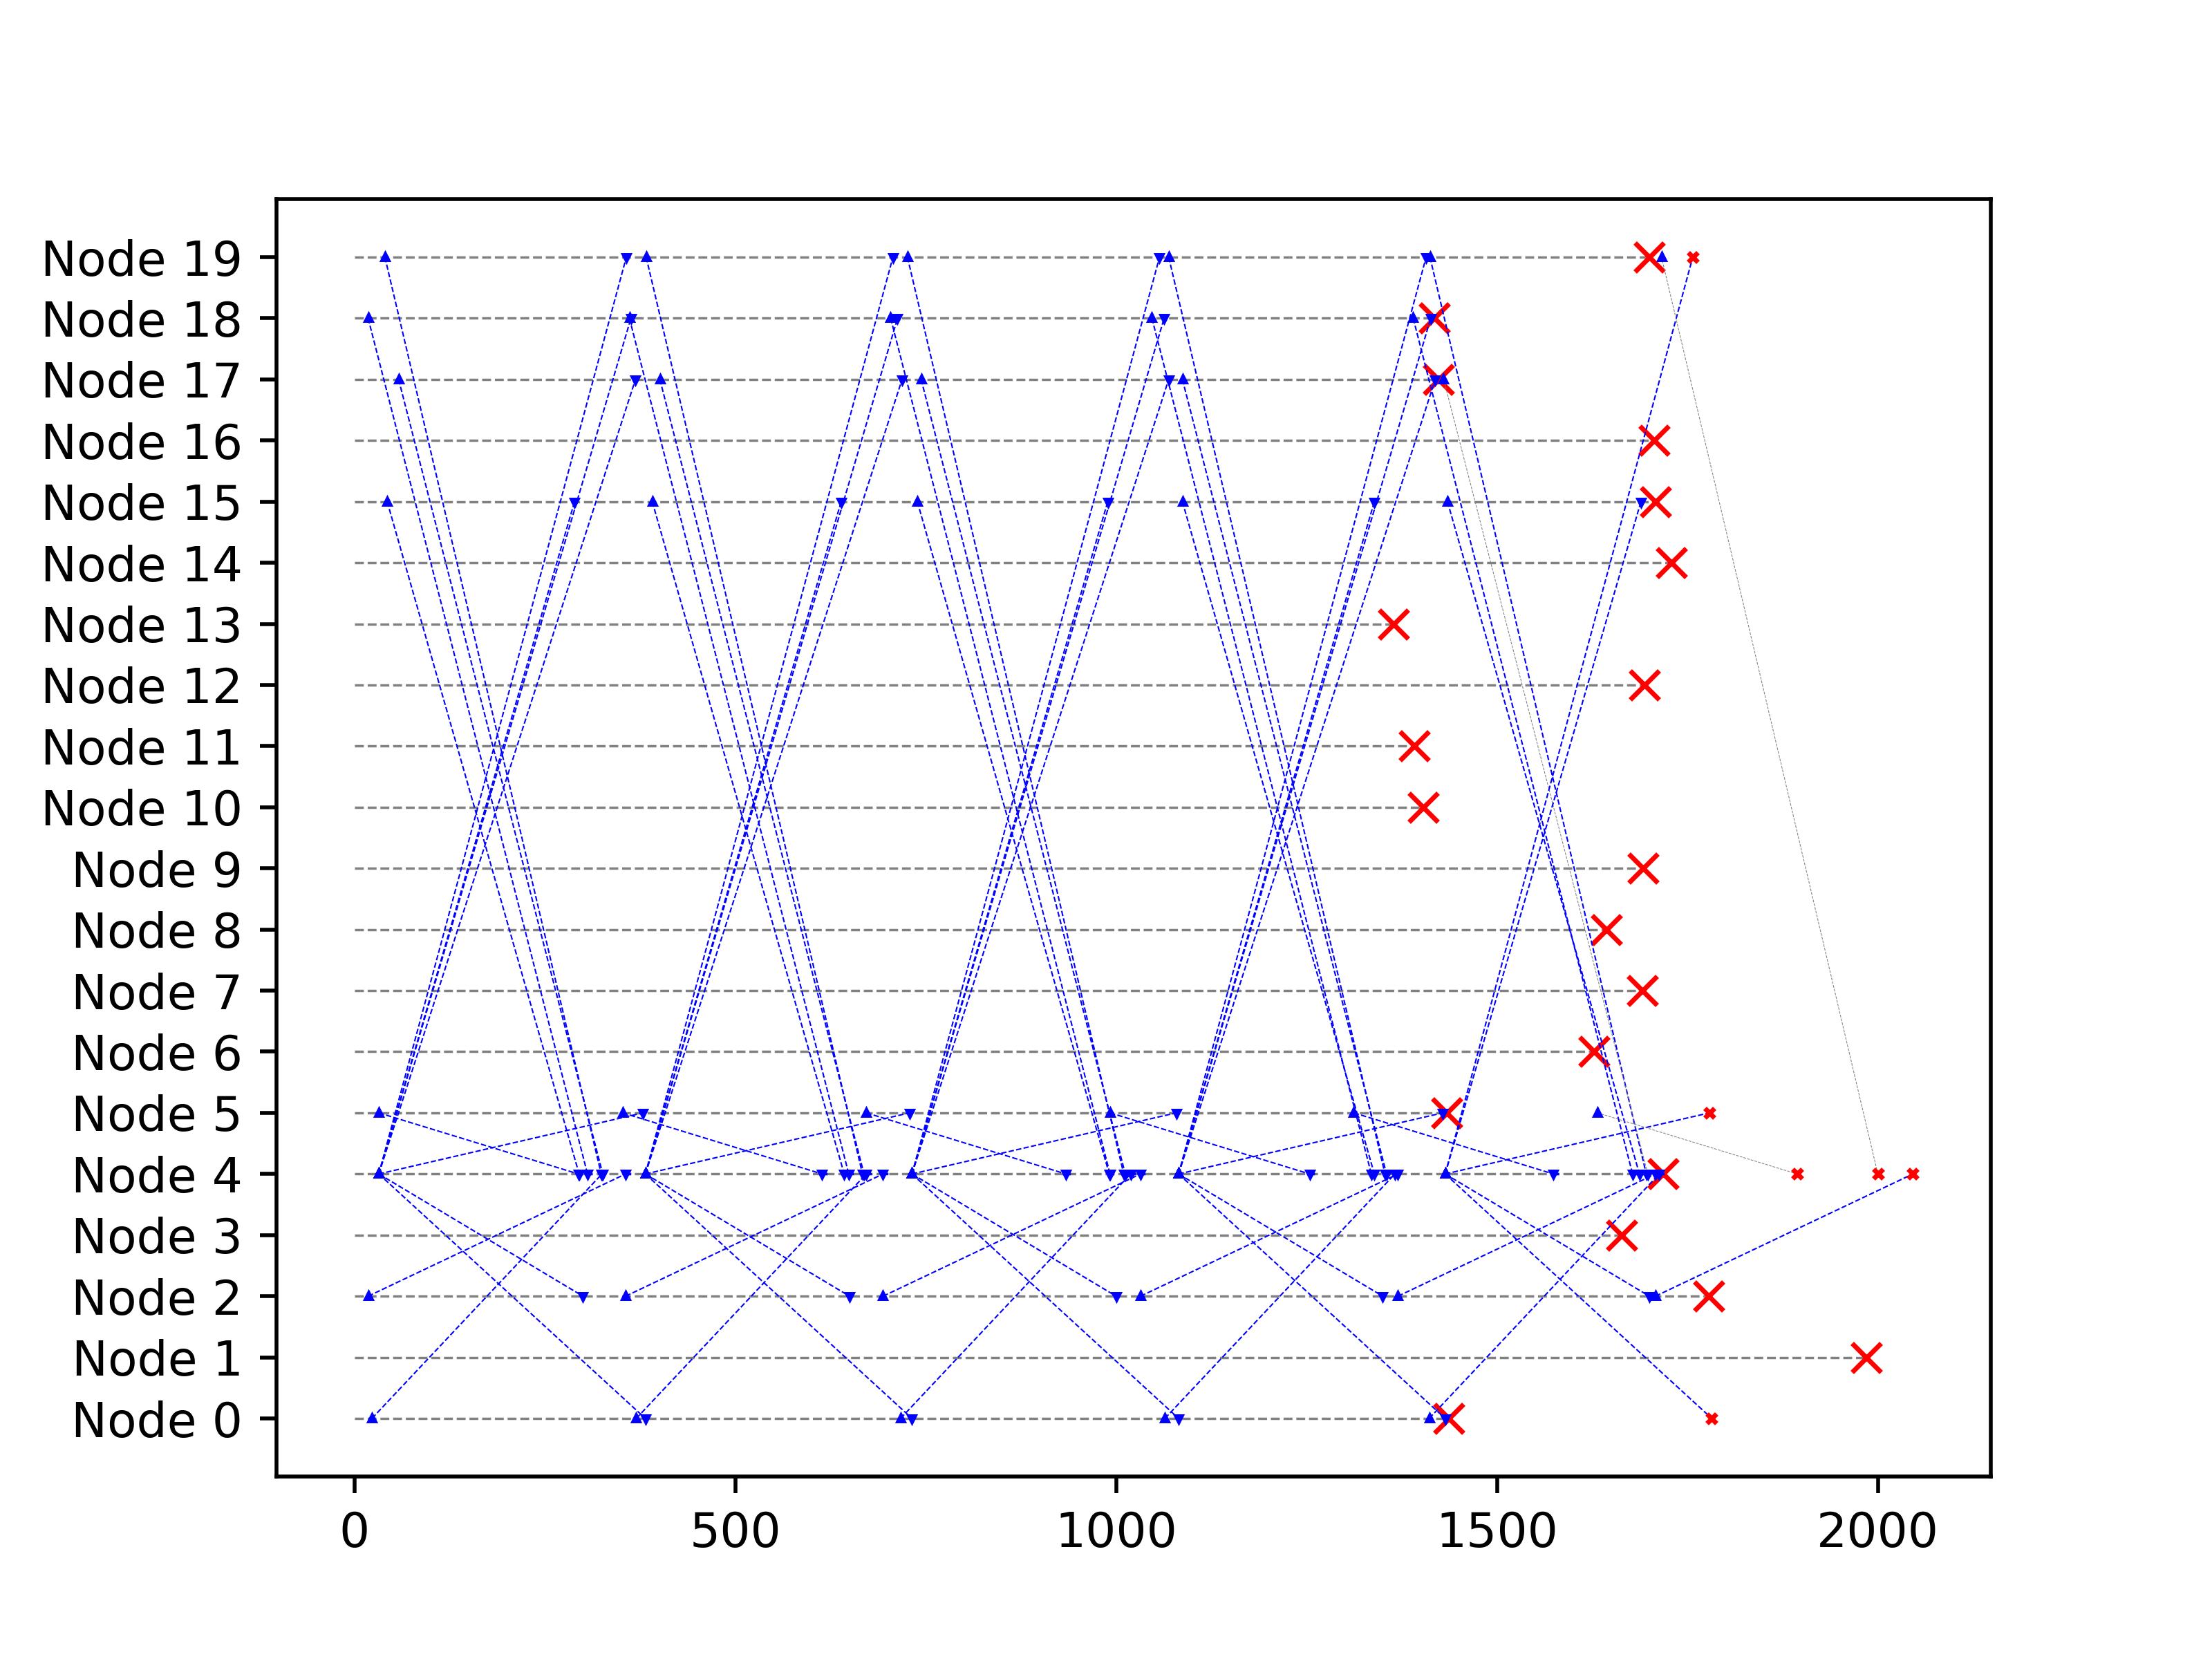 Node 19
Node 18
Node 17
Node 16
Node 15
Node 14
Node 13
Node 12
Node 11
Node 10
Node 9
Node 8
Node 7
Node 6
Node 5
Node 4
Node 3
Node 2
Node 1
Node 0
0 500 1000 1500 2000